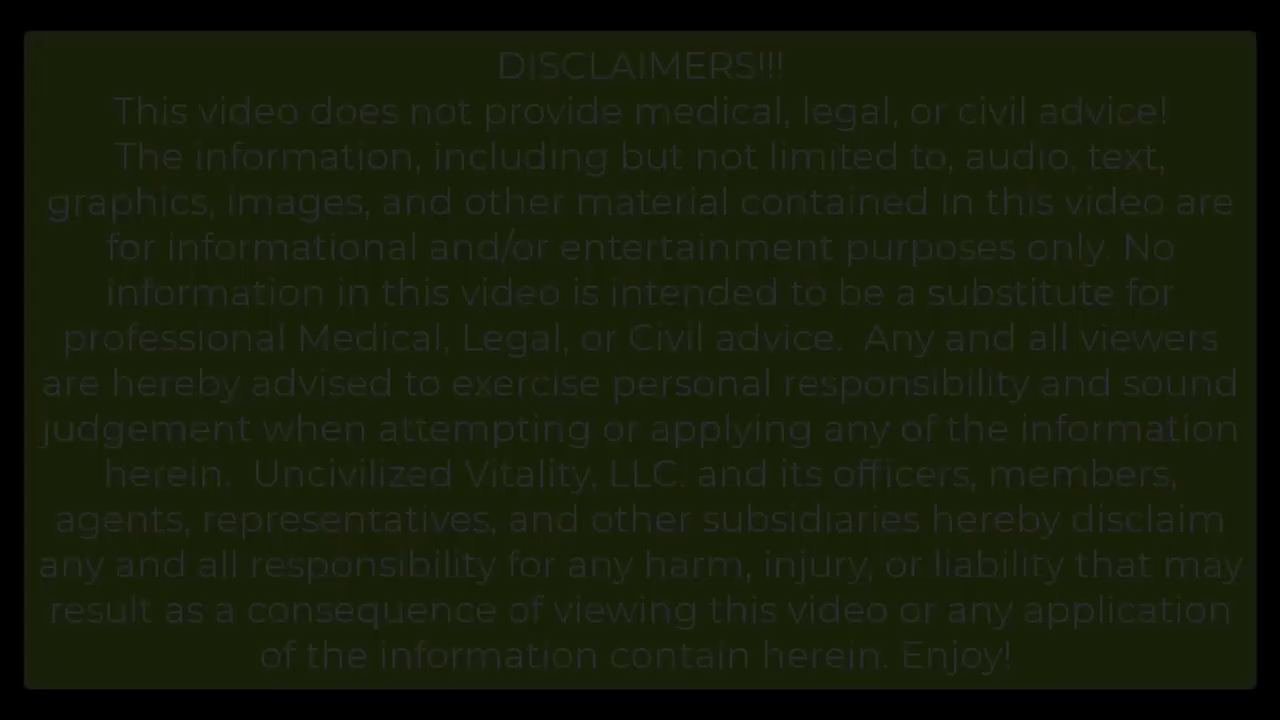 DISCLAIMERS!!!
This video does not provide medical, legal, or civil advice!
The information, including but not limited to, audio, text,
graphics, images, and other material contained in this video are
for informational and/or entertainment purposes only. No
information in this video is intended to be a substitute for
professional Medical, Legal, or Civil advice.  Any and all viewers
are hereby advised to exercise personal responsibility and sound
judgement when attempting or applying any of the information
herein.  Uncivilized Vitality, LLC. and its officers, members,
agents, representatives, and other subsidiaries hereby disclaim
any and all responsibility for any harm, injury, or liability that may
result as a consequence of viewing this video or any application
of the information contain herein. Enjoy!